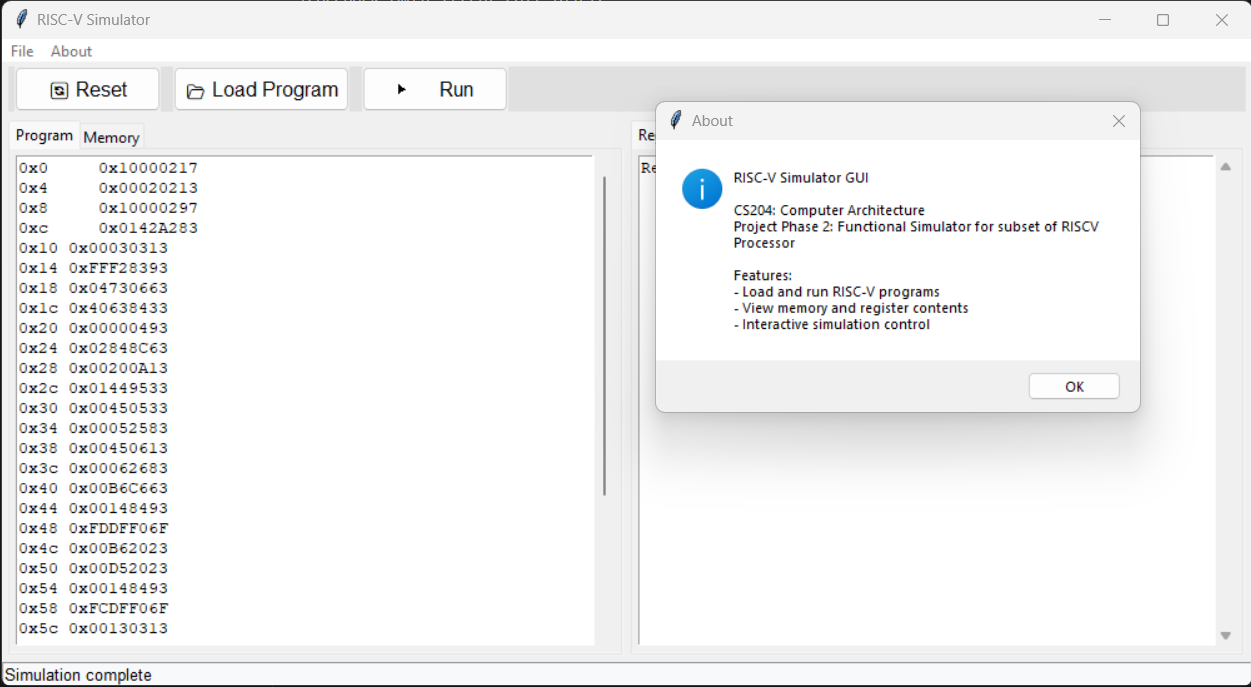 RISC-V Simulator
File About
Reset Load Program Run
Program Memory
0x0 0x10000217
0x4 0x00020213
0x8 0x10000297
0xc 0x0142A283
0x10 0x00030313
0x14 0xFFF28393
0x18 0x04730663
0x1c 0x40638433
0x20 0x00000493
0x24 0x02848C63
0x28 0x00200A13
0x2c 0x01449533
0x30 0x00450533
0x34 0x00052583
0x38 0x00450613
0x3c 0x00062683
0x40 0x00B6C663
0x44 0x00148493
0x48 0xFDDFF06F
0x4c 0x00B62023
0x50 0x00D52023
0x54 0x00148493
0x58 0xFCDFF06F
0x5c 0x00130313
Re
Re
About
RISC-V Simulator GUI
CS204: Computer Architecture
Project Phase 2: Functional Simulator for subset of RISCV
Processor
Features:
- Load and run RISC-V programs
- View memory and register contents
- Interactive simulation control
OK
Simulation complete